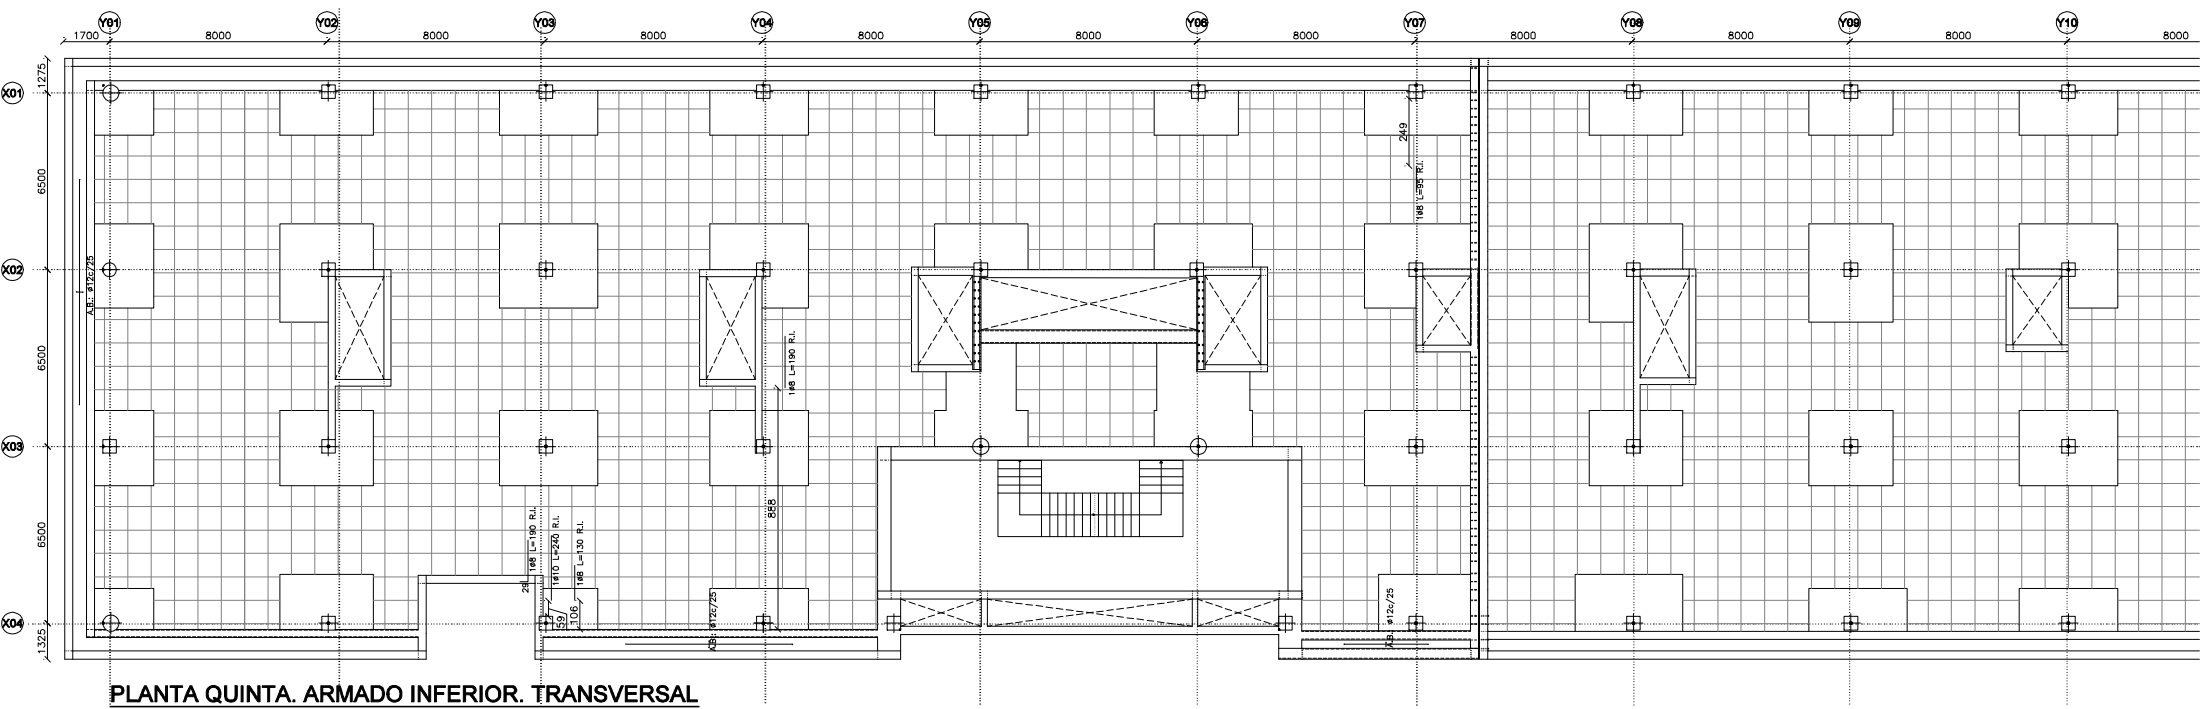 Y01 Y02 Y03 Y04 Y05 Y06 Y07 Y08 Y09 Y10
1700 8000 8000 8000 8000 8000 8000 8000 8000 8000 8000
1275
X01
249
6500
1ø8 L=95 R.I.
X02
A.B.: ø12c/25
6500
1ø8 L=190 R.I.
X03
888
6500
1ø8 L=190 R.I.
1ø10 L=240 R.I.
1ø8 L=130 R.I.
29
59
106
A.B.: ø12c/25
A.B.: ø12c/25
X04
1325
PLANTA QUINTA. ARMADO INFERIOR. TRANSVERSAL